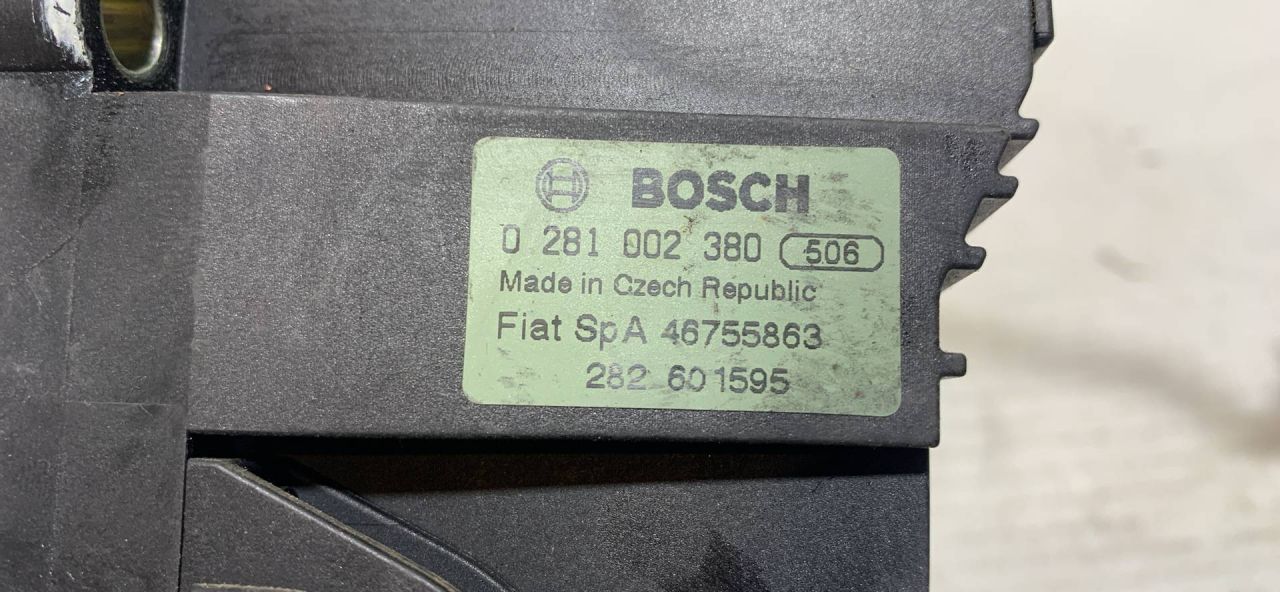 BOSCH
0 281 002 380 506
Made in Czech Republic
Fiat SpA 46755863
282 601595